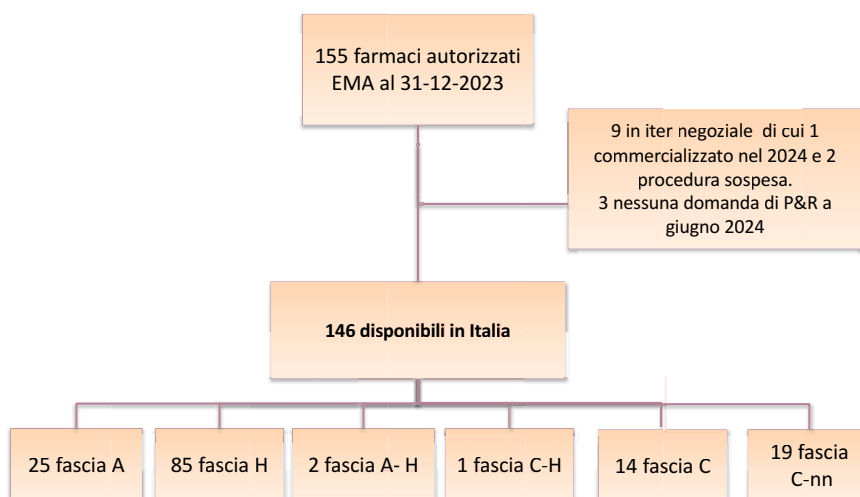 155 farmaci autorizzati
EMA al 31-12-2023
9 in iter negoziale di cui 1
commercializzato nel 2024 e 2
procedura sospesa.
3 nessuna domanda di P&R a
giugno 2024
146 disponibili in Italia
25 fascia A
85 fascia H
2 fascia A- H
1 fascia C-H
14 fascia C
19 fascia
C-nn